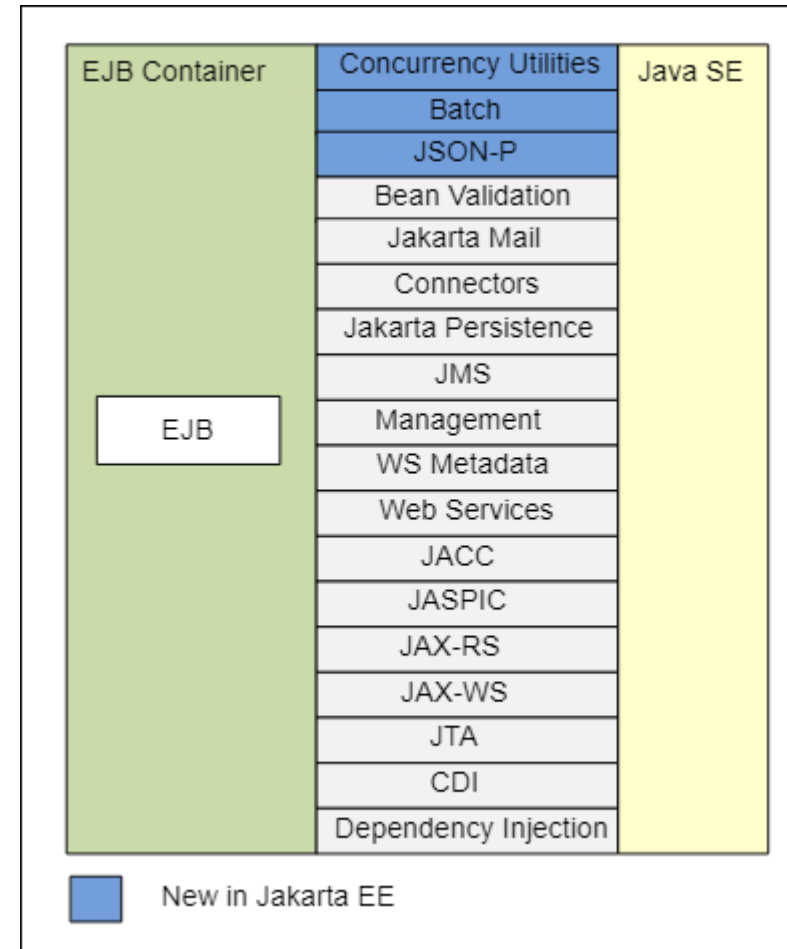 EJB Container
Concurrency Utilities
Java SE
Batch
JSON-P
Bean Validation
Jakarta Mail
Connectors
Jakarta Persistence
JMS
EJB
Management
WS Metadata
Web Services
JACC
JASPIC
JAX-RS
JAX-WS
JTA
CDI
Dependency Injection
New in Jakarta EE